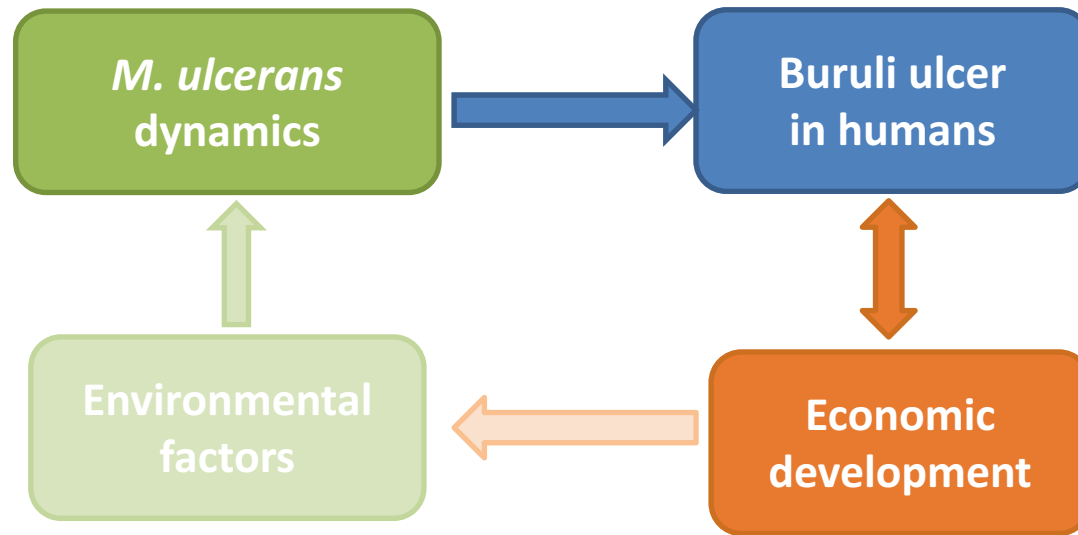 M. ulcerans
dynamics
Buruli ulcer
in humans
Environmental
factors
Economic
development